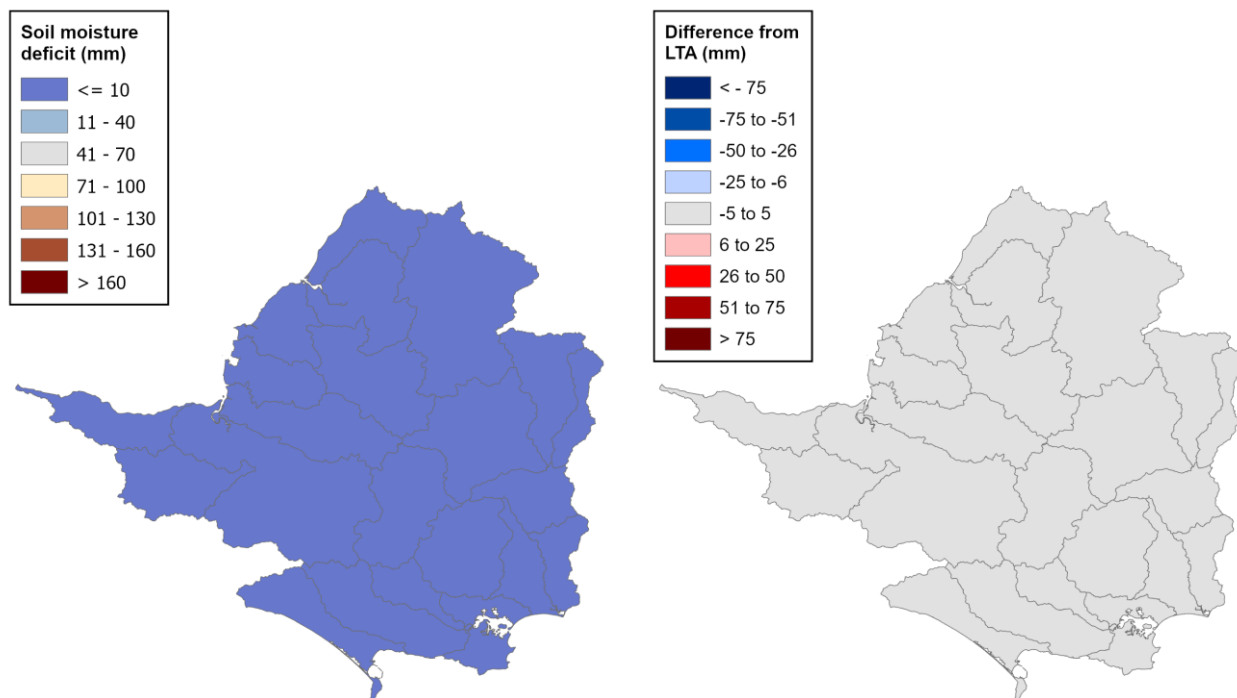 Soil moisture
deficit (mm)
<= 10
11 - 40
41 - 70
71 - 100
101 - 130
131 - 160
> 160
Difference from
LTA (mm)
< - 75
-75 to -51
-50 to -26
-25 to -6
-5 to 5
6 to 25
26 to 50
51 to 75
> 75